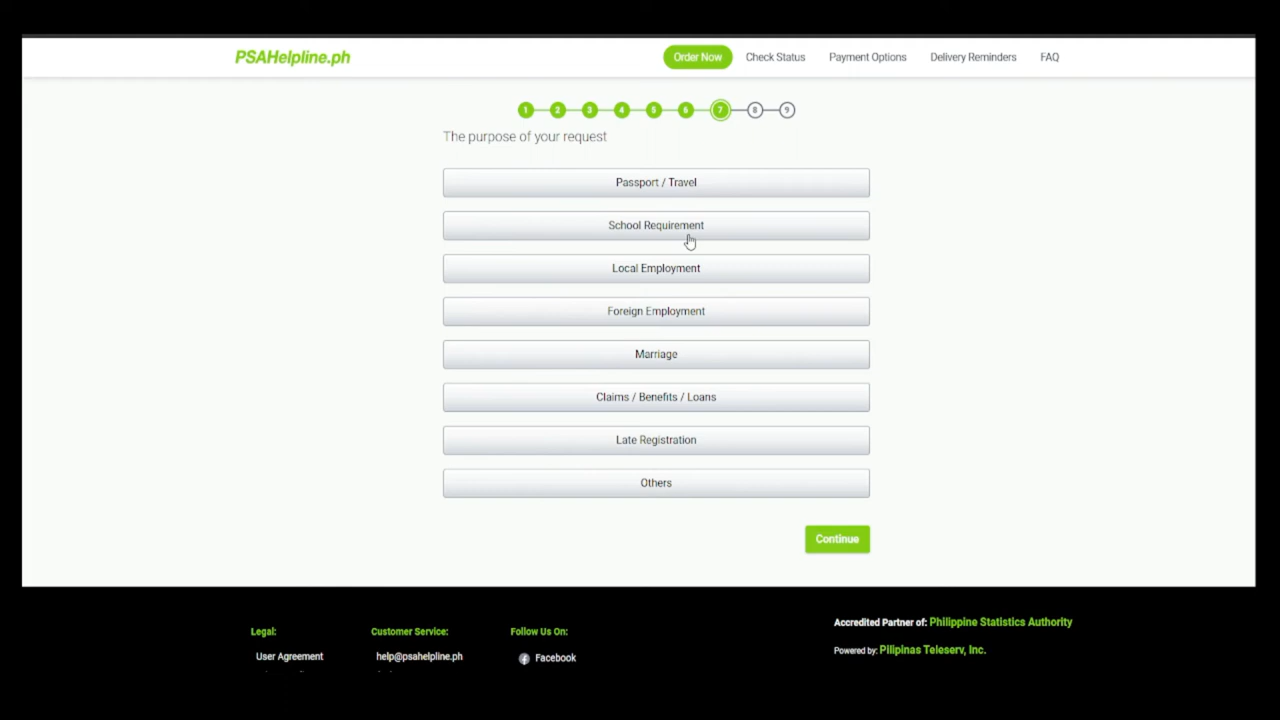 PSAHelpline.ph
Order Now Check Status Payment Options Delivery Reminders FAQ
1 2 3 4 5 6 7 8 9
The purpose of your request
Passport / Travel
School Requirement
Local Employment
Foreign Employment
Marriage
Claims / Benefits / Loans
Late Registration
Others
Continue
Legal:
User Agreement
Customer Service:
help@psahelpline.ph
Follow Us On:
Facebook
Accredited Partner of: Philippine Statistics Authority
Powered by: Pilipinas Teleserv, Inc.